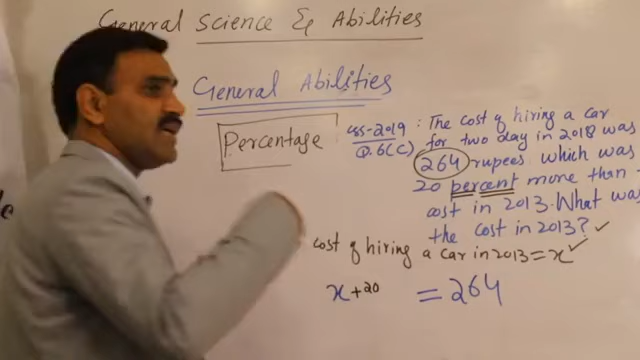 General Science & Abilities
General Abilities
Percentage
css-2019
Q.6(C)
: The cost of hiring a car
for two day in 2018 was
264 rupees which was
20 percent more than
cost in 2013. What was
the cost in 2013? ✓
cost of hiring a car in 2013 = x ✓
x + 20 = 264